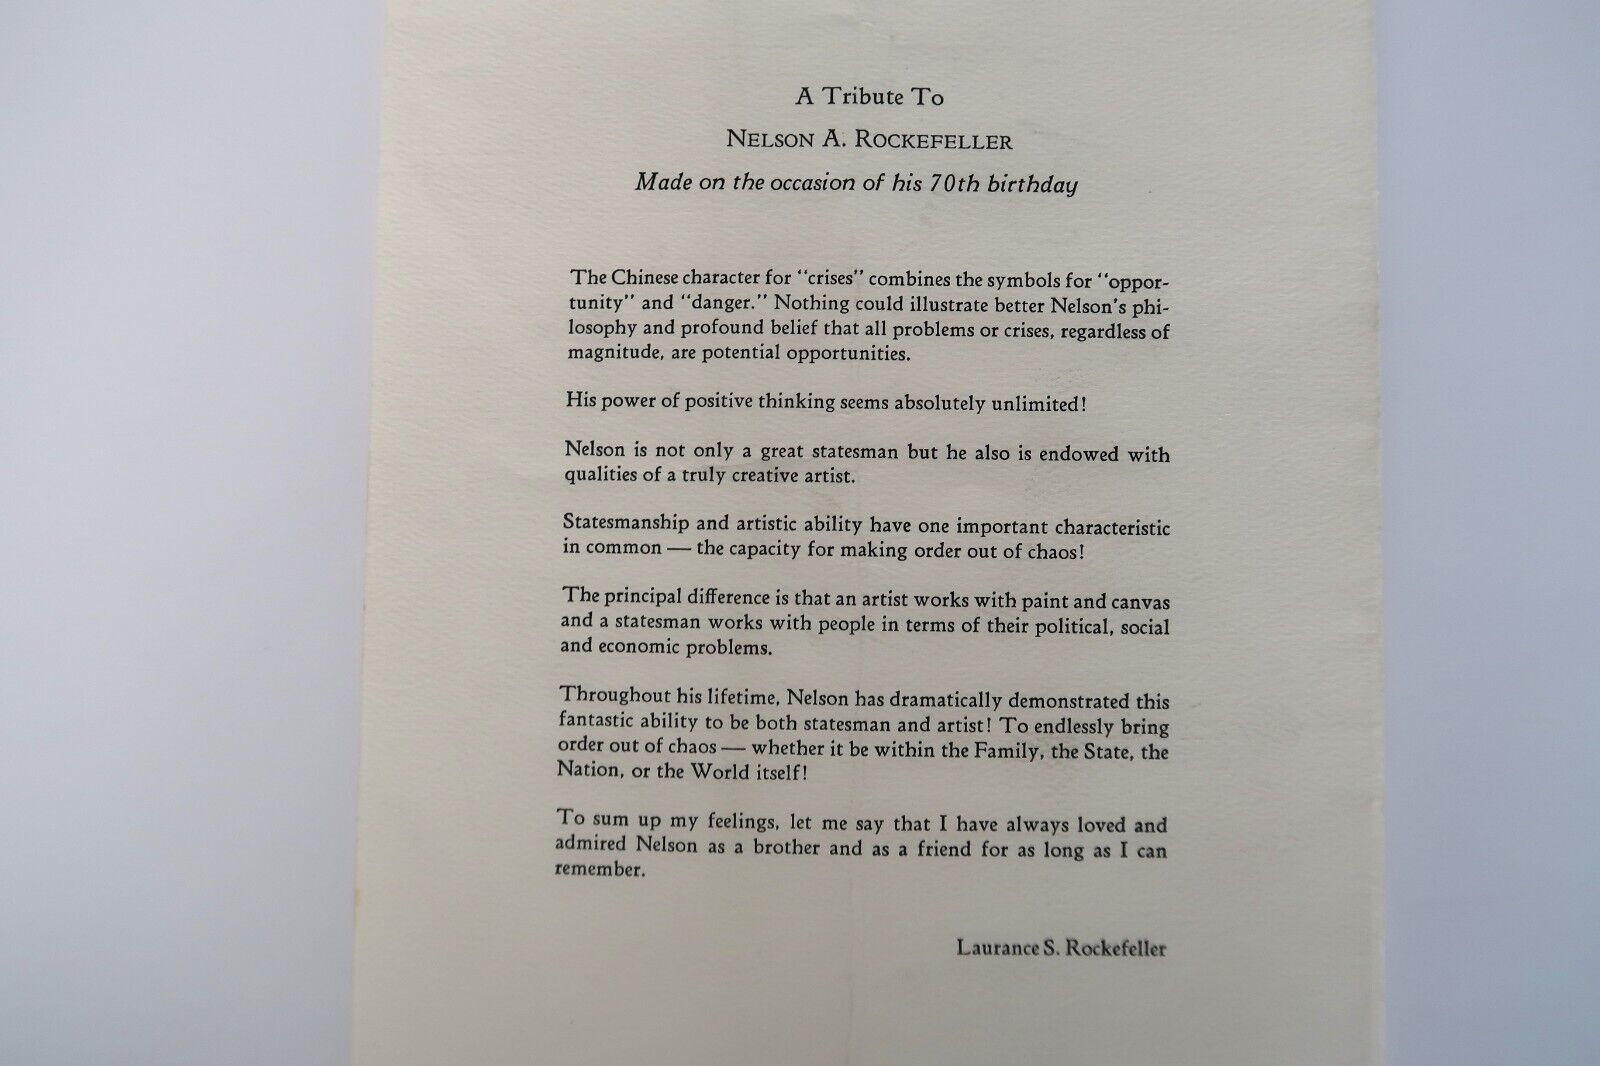 A Tribute To
NELSON A. ROCKEFELLER
Made on the occasion of his 70th birthday
The Chinese character for "crises" combines the symbols for "oppor-
tunity" and "danger." Nothing could illustrate better Nelson's phi-
losophy and profound belief that all problems or crises, regardless of
magnitude, are potential opportunities.
His power of positive thinking seems absolutely unlimited!
Nelson is not only a great statesman but he also is endowed with
qualities of a truly creative artist.
Statesmanship and artistic ability have one important characteristic
in common — the capacity for making order out of chaos!
The principal difference is that an artist works with paint and canvas
and a statesman works with people in terms of their political, social
and economic problems.
Throughout his lifetime, Nelson has dramatically demonstrated this
fantastic ability to be both statesman and artist! To endlessly bring
order out of chaos — whether it be within the Family, the State, the
Nation, or the World itself!
To sum up my feelings, let me say that I have always loved and
admired Nelson as a brother and as a friend for as long as I can
remember.
Laurance S. Rockefeller